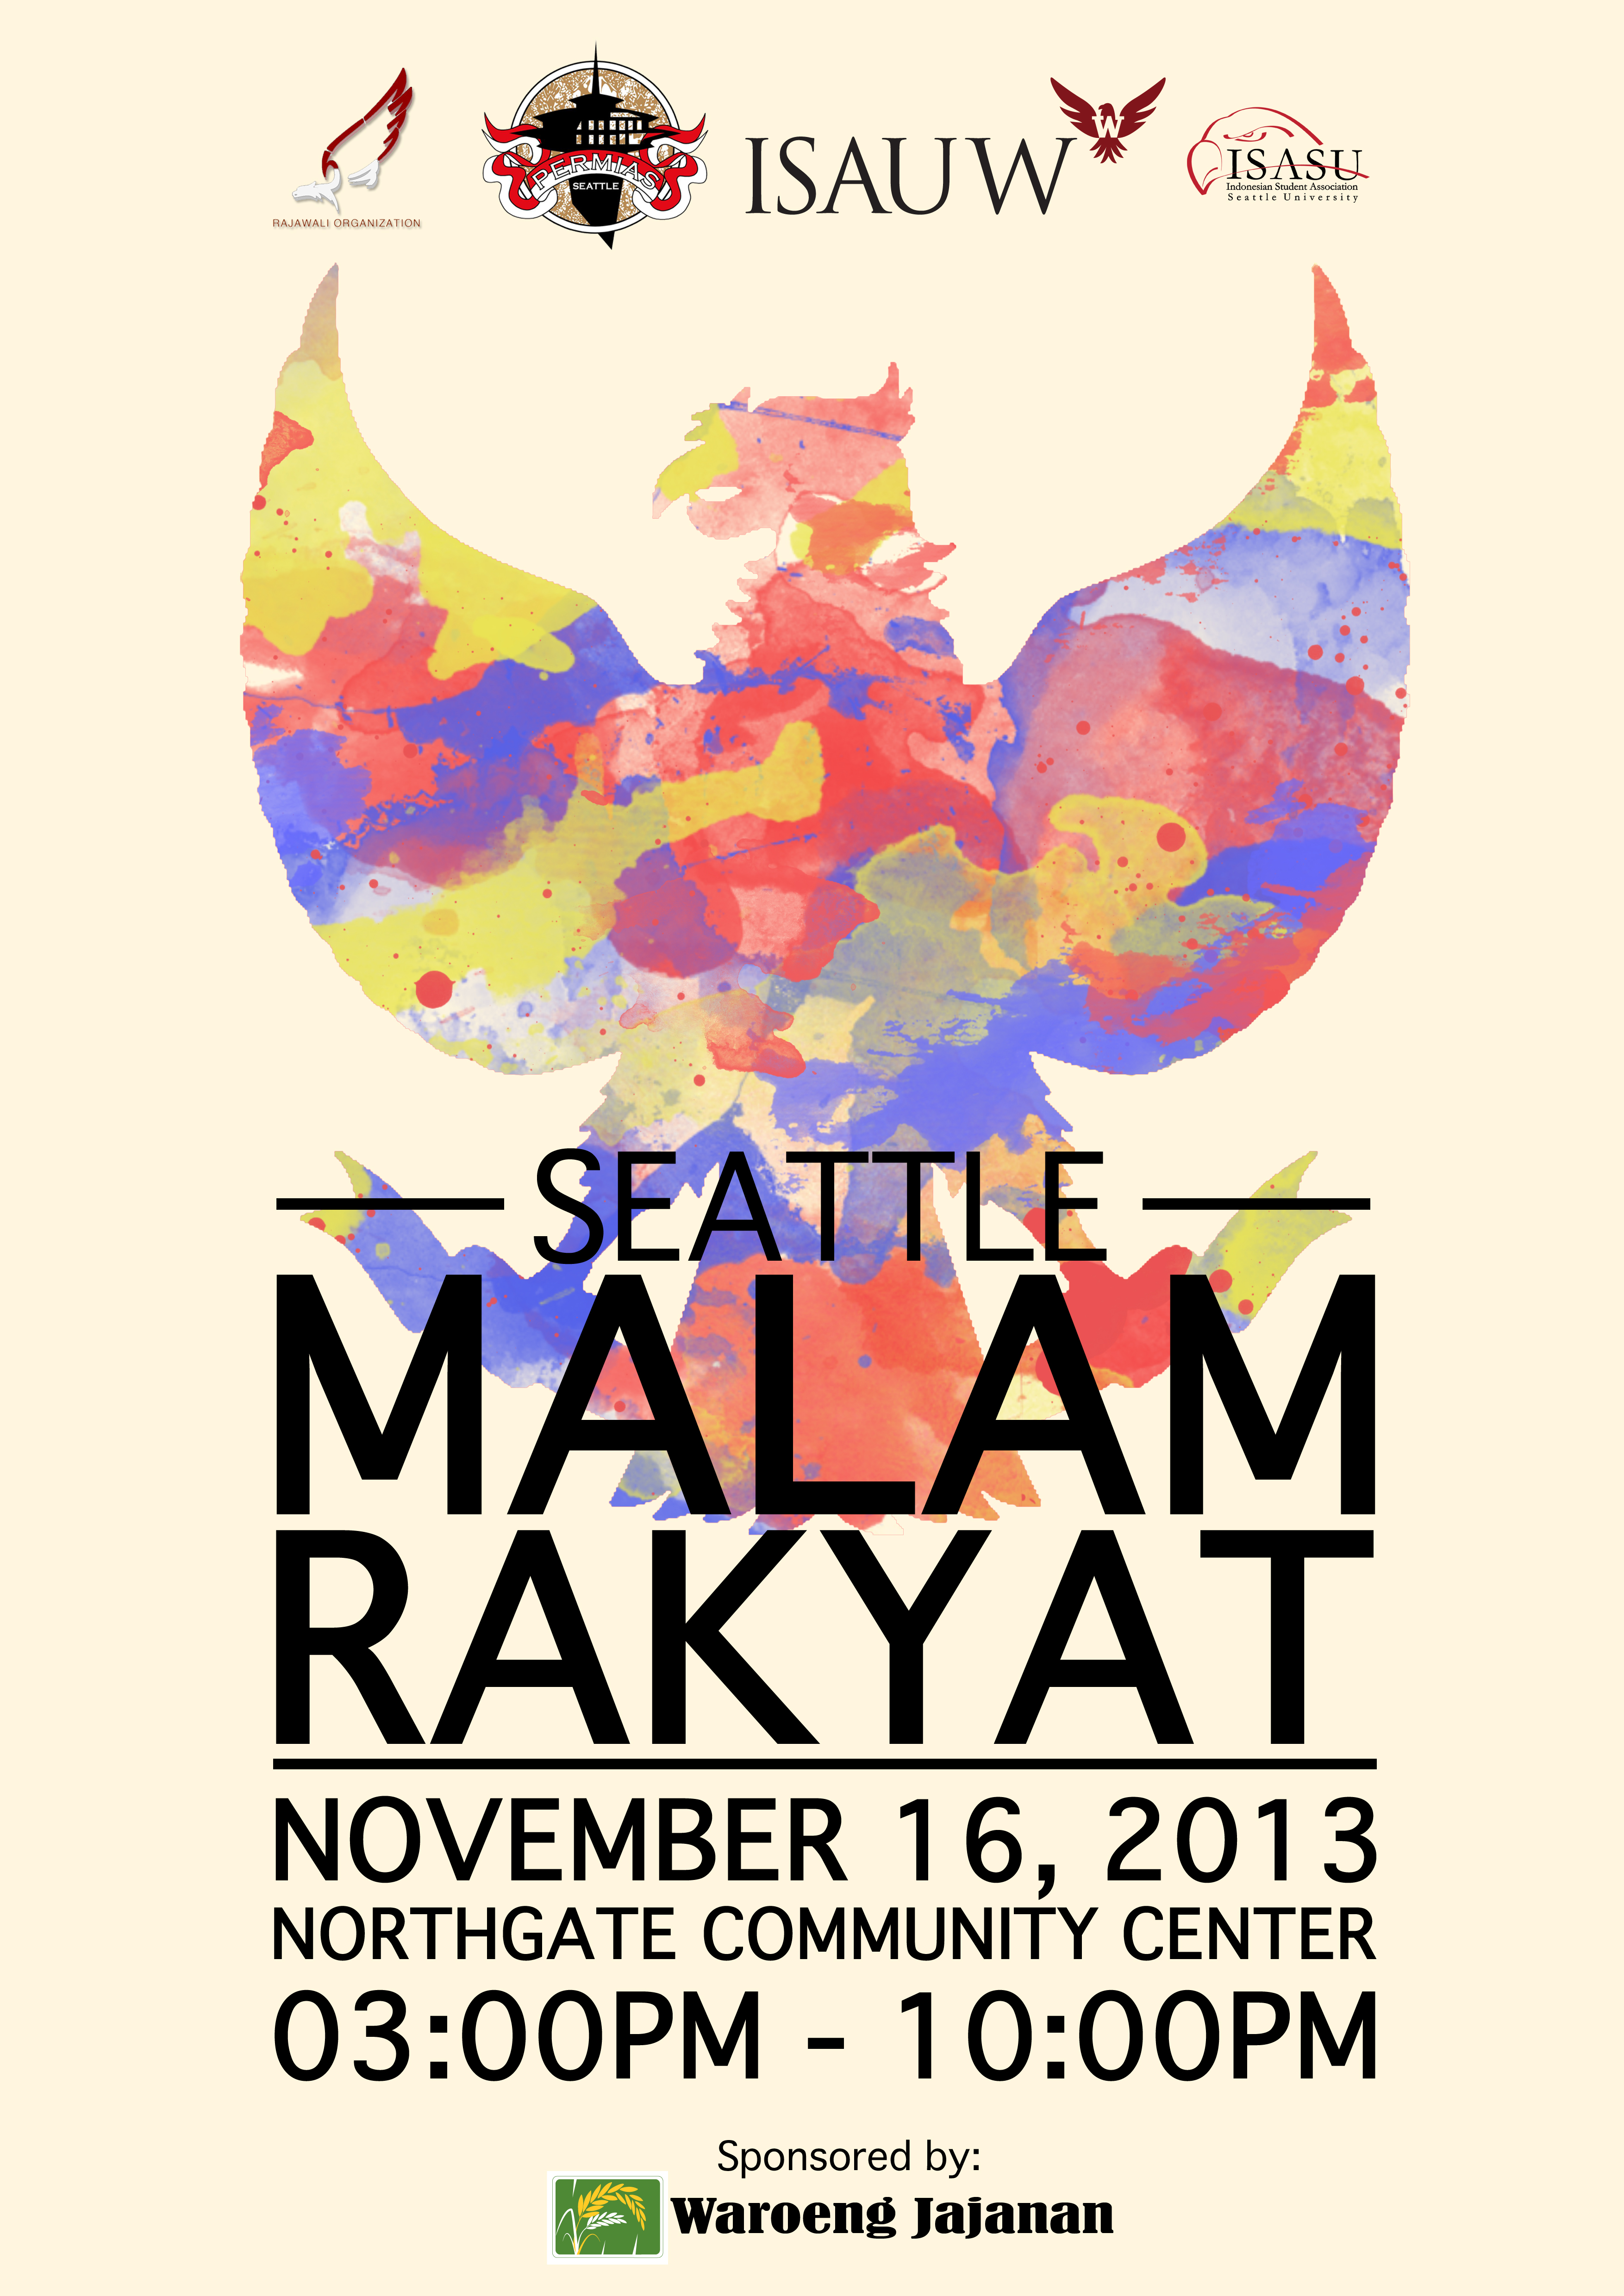 RAJAWALI ORGANIZATION
PERMIAS
SEATTLE
ISAUW
W
ISASU
Indonesian Student Association
Seattle University
SEATTLE
MALAM
RAKYAT
NOVEMBER 16, 2013
NORTHGATE COMMUNITY CENTER
03:00PM - 10:00PM
Sponsored by:
Waroeng Jajanan